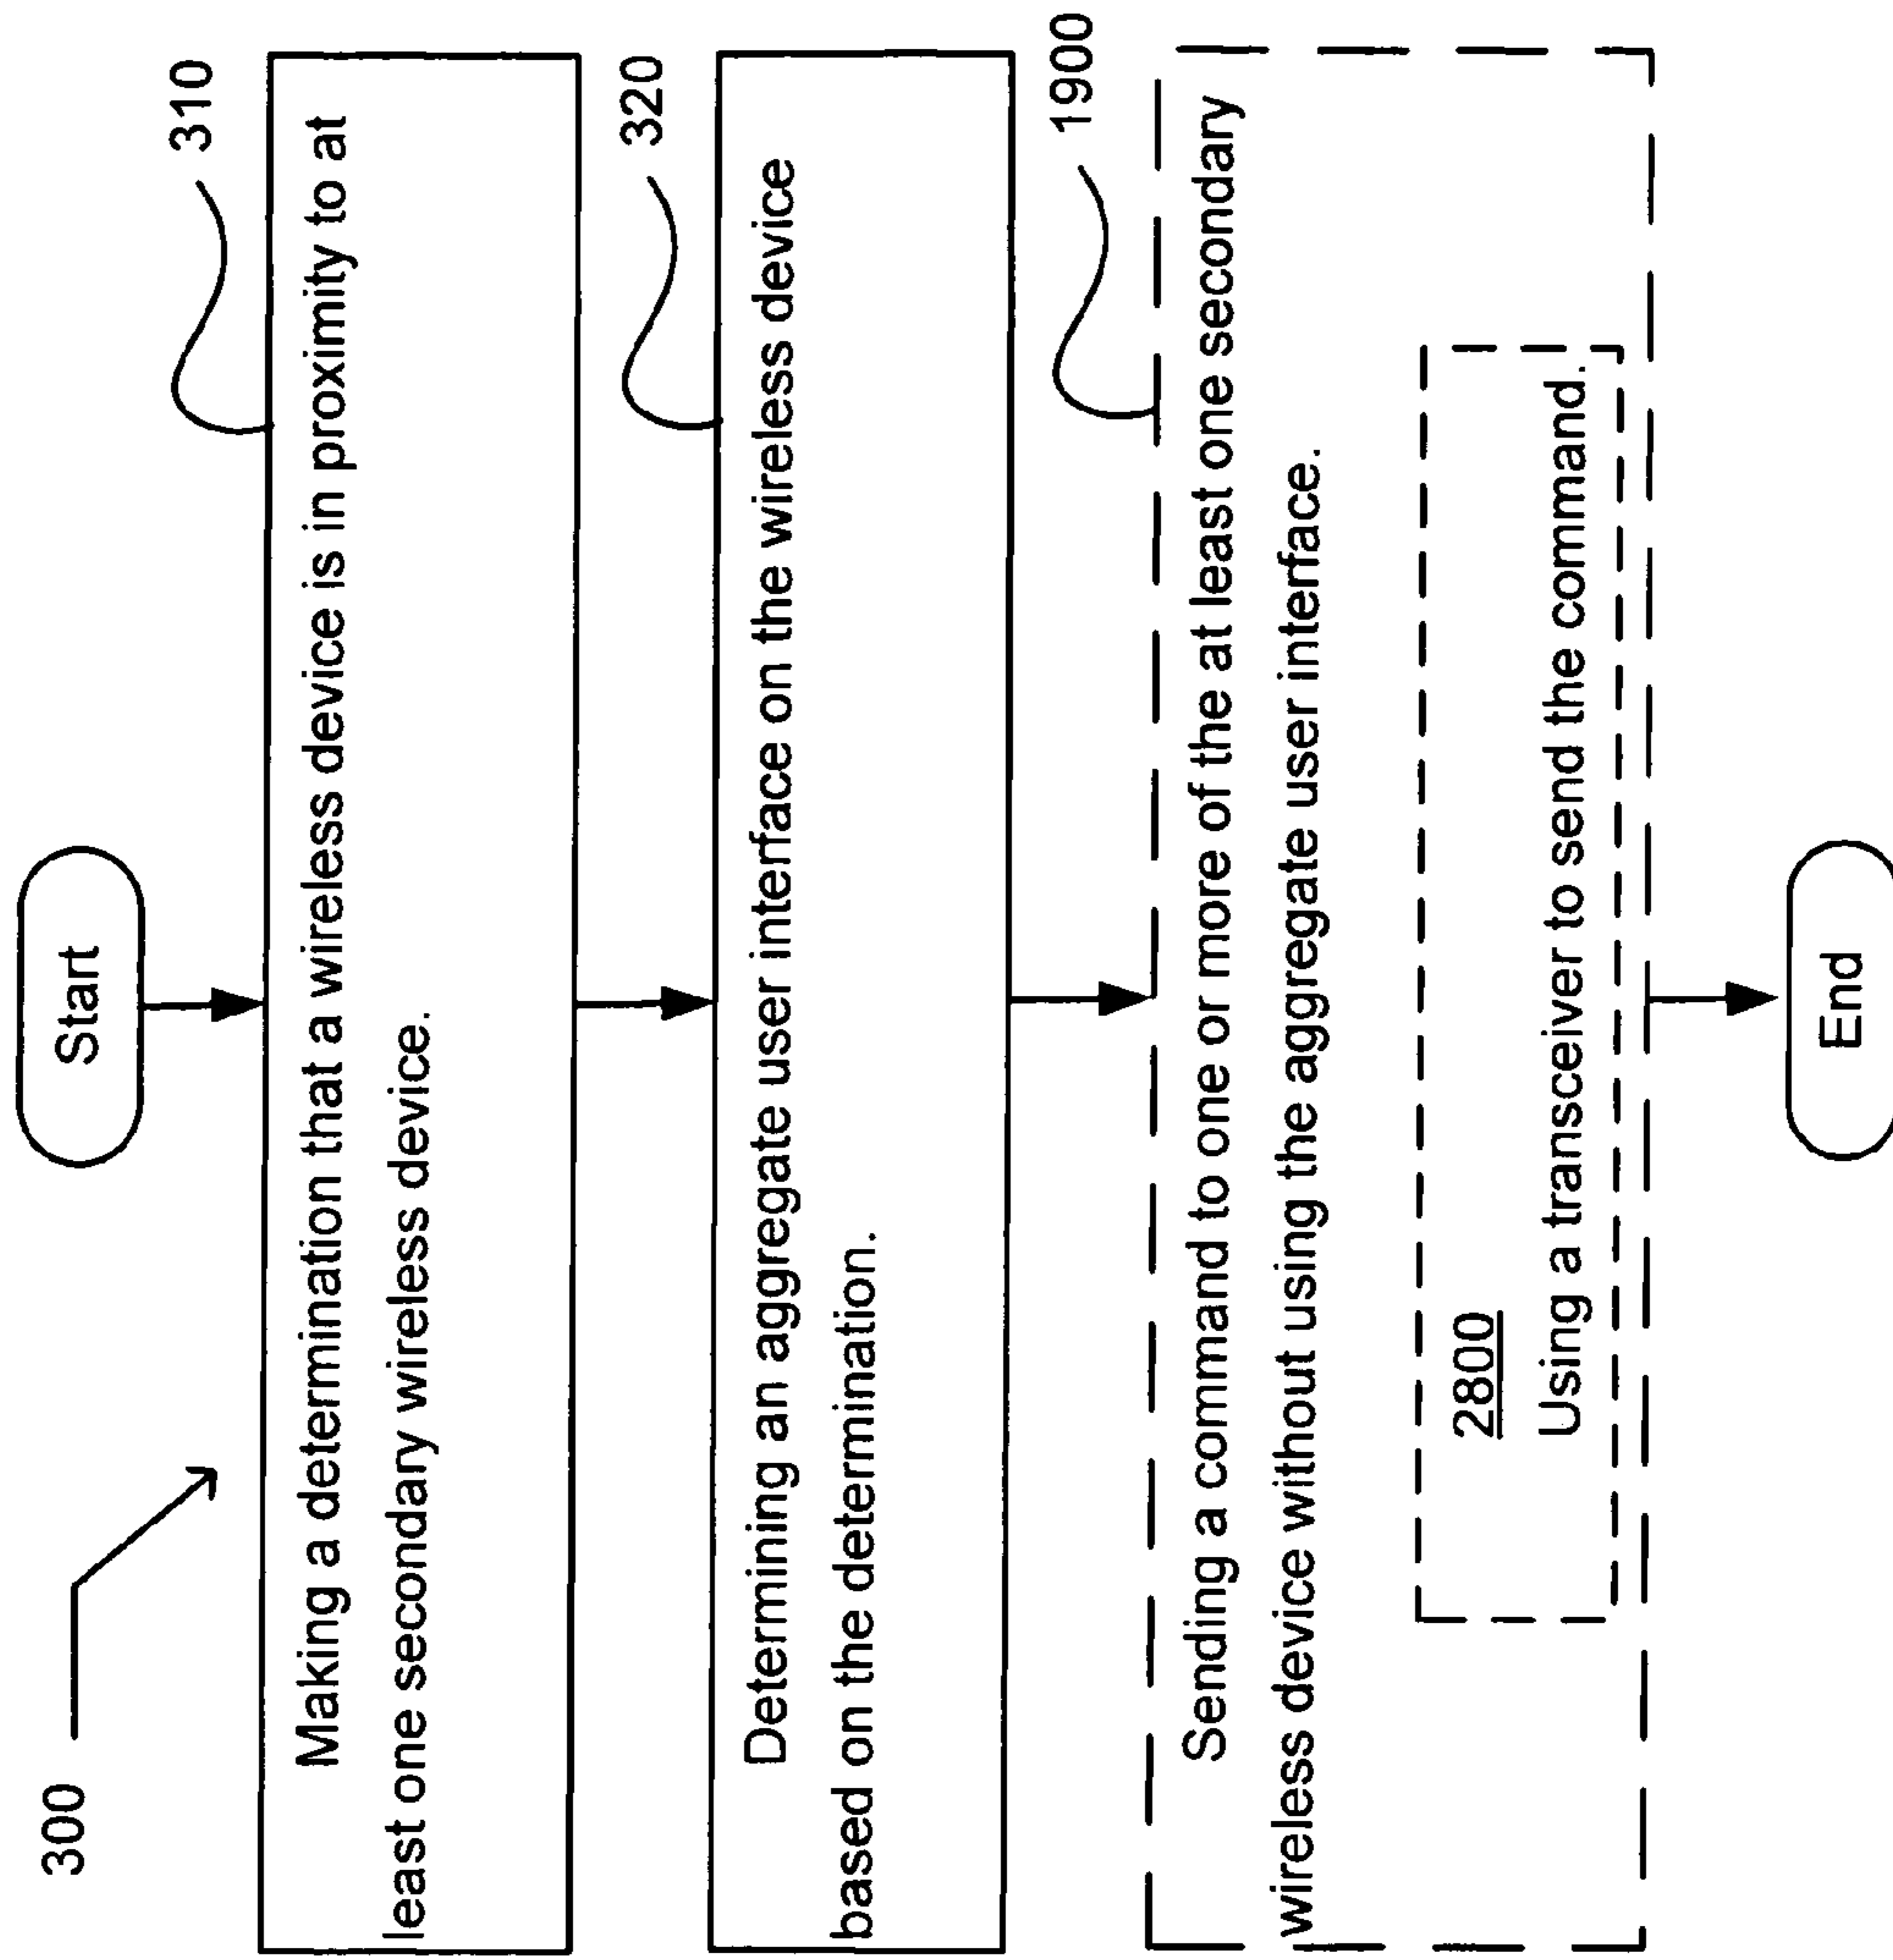 300
Start
310
Making a determination that a wireless device is in proximity to at
least one secondary wireless device.
320
Determining an aggregate user interface on the wireless device
based on the determination.
1900
Sending a command to one or more of the at least one secondary
wireless device without using the aggregate user interface.
2800
Using a transceiver to send the command.
End